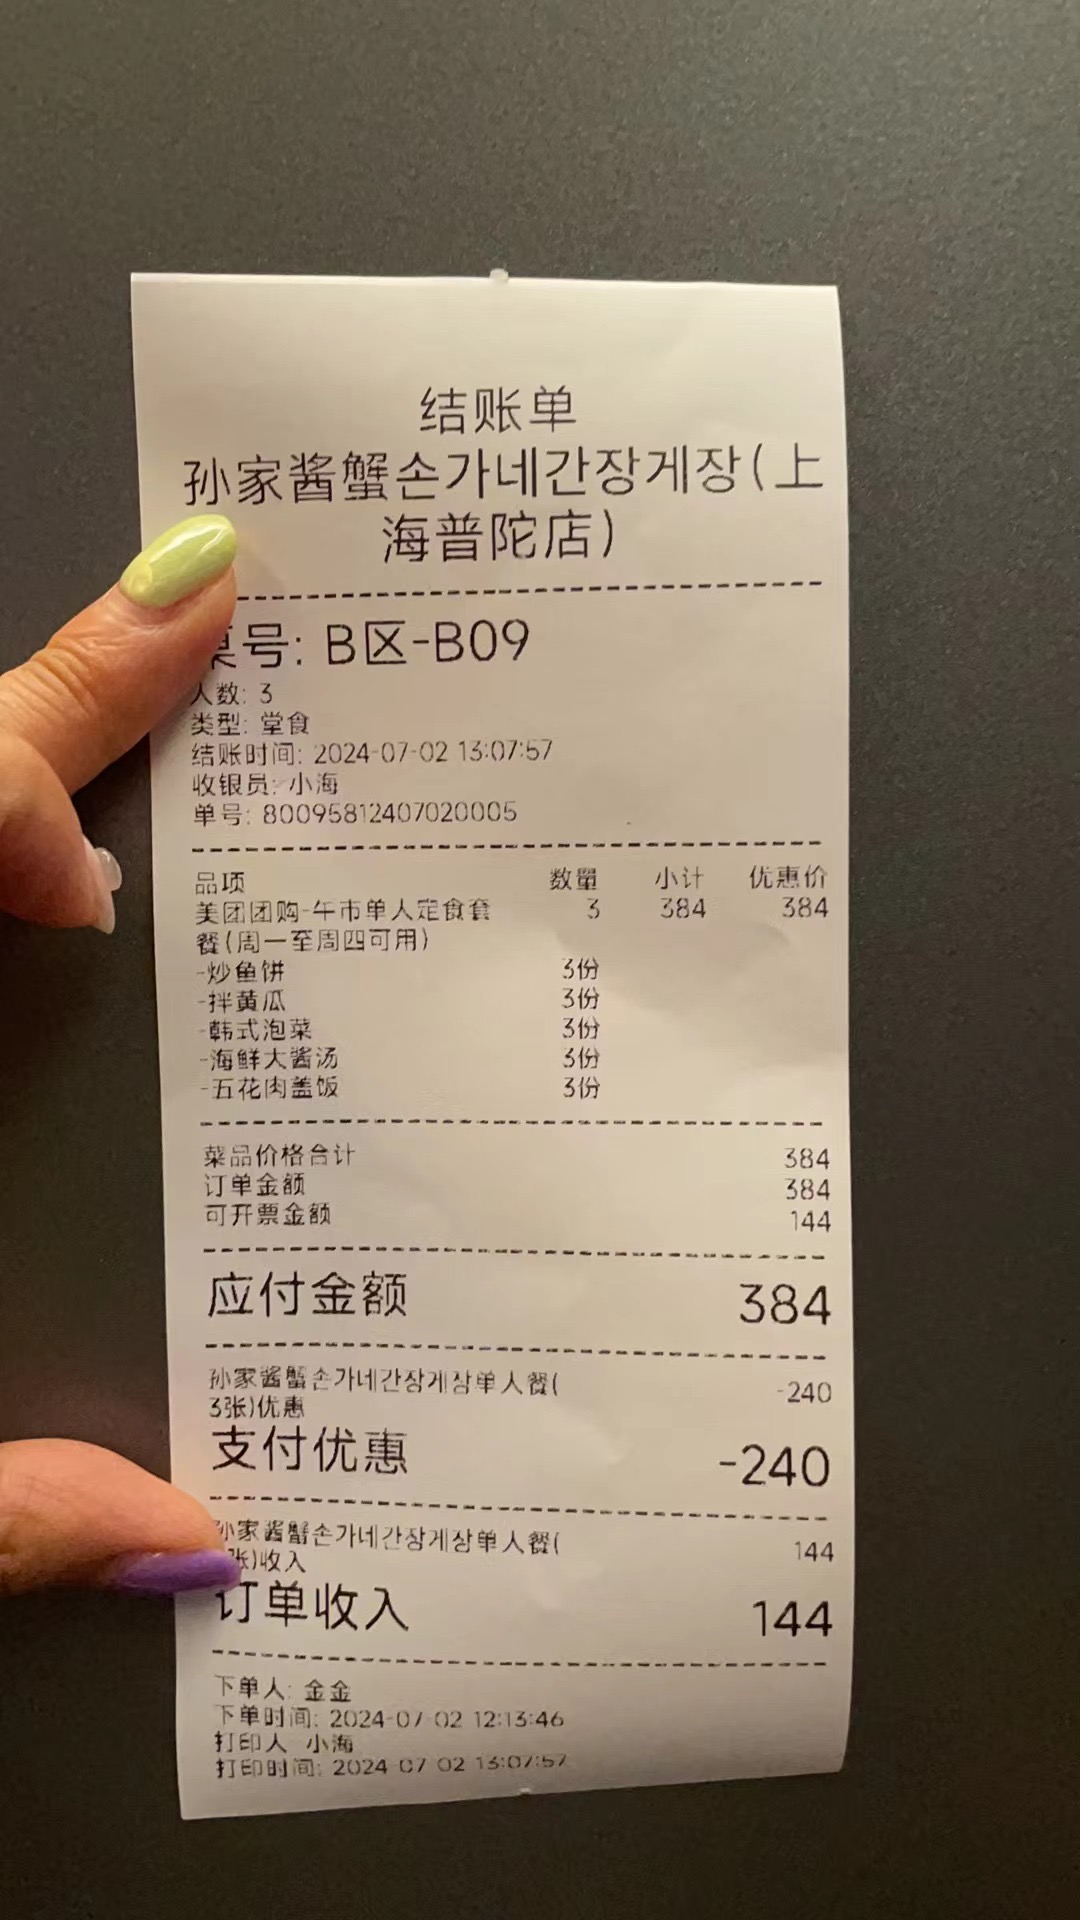 结账单
孙家酱蟹손가네간장게장(上
海普陀店)
桌号: B区-B09
人数: 3
类型: 堂食
结账时间: 2024-07-02 13:07:57
收银员: 小海
单号: 80095812407020005
品项 数量 小计 优惠价
美团团购-午市单人定食套 3 384 384
餐(周一至周四可用)
-炒鱼饼 3份
-拌黄瓜 3份
-韩式泡菜 3份
-海鲜大酱汤 3份
-五花肉盖饭 3份
菜品价格合计 384
订单金额 384
可开票金额 144
应付金额 384
孙家酱蟹손가네간장게장单人餐( -240
3张)优惠
支付优惠 -240
孙家酱蟹손가네간장게장单人餐( 144
张)收入
订单收入 144
下单人: 金金
下单时间: 2024-07-02 12:13:46
打印人 小海
打印时间: 2024-07-02 13:07:57